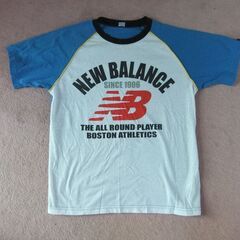 NEW BALANCE
SINCE 1906
NB
THE ALL ROUND PLAYER
BOSTON ATHLETICS